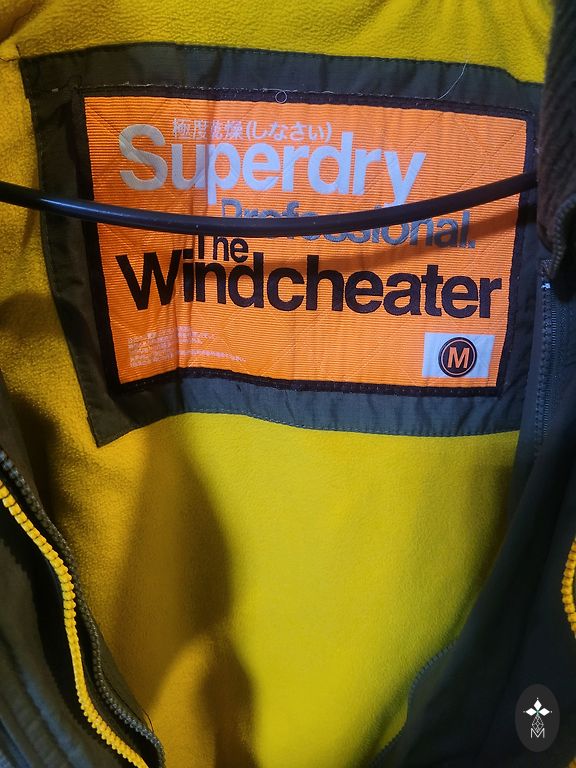 極度乾燥(しなさい)
Superdry
Professional.
The
Windcheater
M